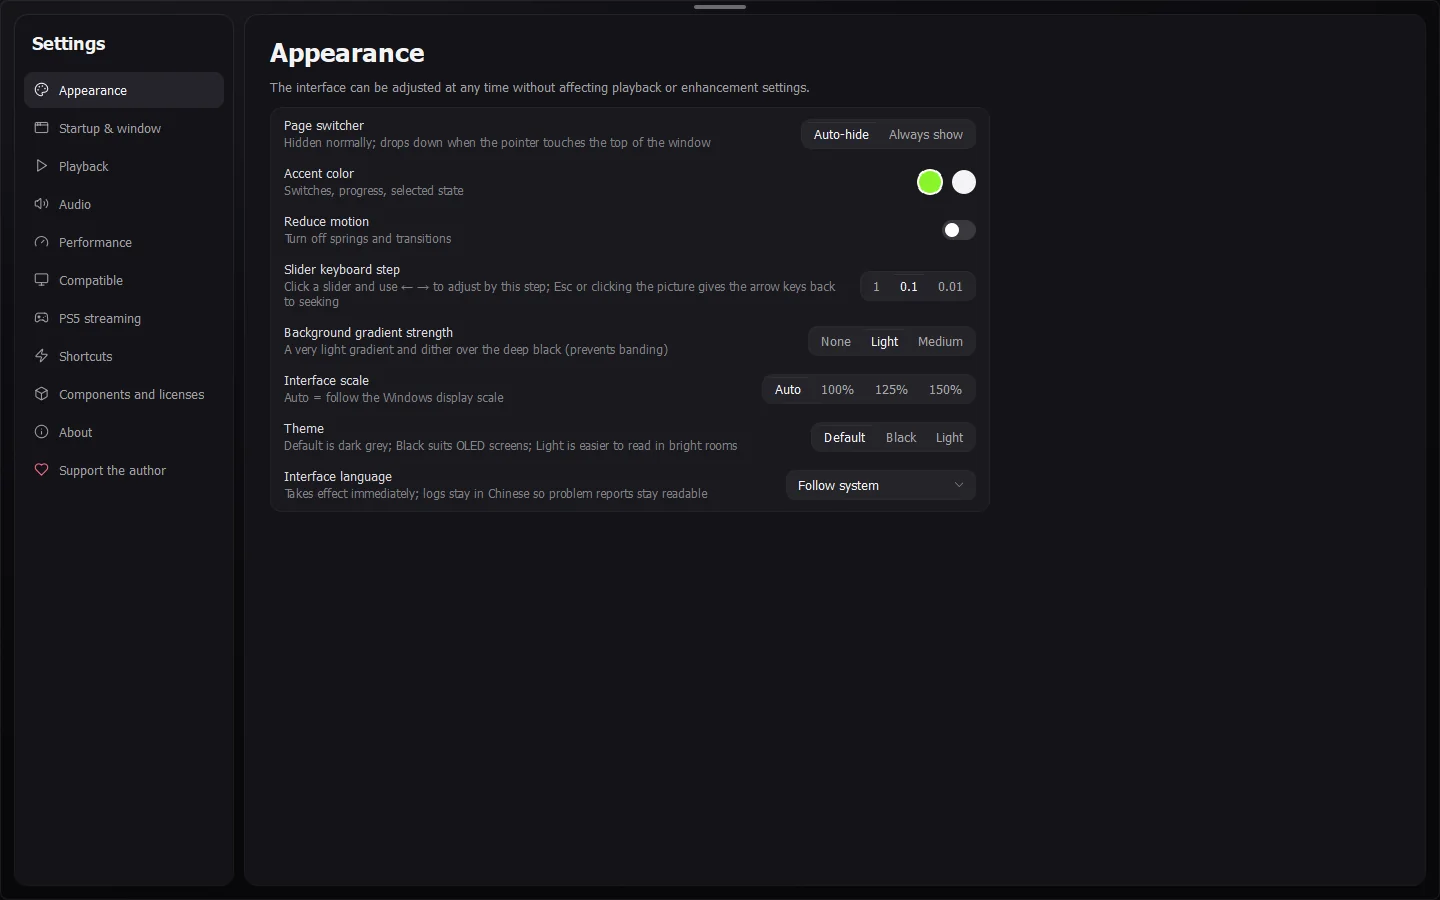 Settings
Appearance
Startup & window
Playback
Audio
Performance
Compatible
PS5 streaming
Shortcuts
Components and licenses
About
Support the author
Appearance
The interface can be adjusted at any time without affecting playback or enhancement settings.
Page switcher
Hidden normally; drops down when the pointer touches the top of the window
Auto-hide Always show
Accent color
Switches, progress, selected state
Reduce motion
Turn off springs and transitions
Slider keyboard step
Click a slider and use ← → to adjust by this step; Esc or clicking the picture gives the arrow keys back
to seeking
1 0.1 0.01
Background gradient strength
A very light gradient and dither over the deep black (prevents banding)
None Light Medium
Interface scale
Auto = follow the Windows display scale
Auto 100% 125% 150%
Theme
Default is dark grey; Black suits OLED screens; Light is easier to read in bright rooms
Default Black Light
Interface language
Takes effect immediately; logs stay in Chinese so problem reports stay readable
Follow system